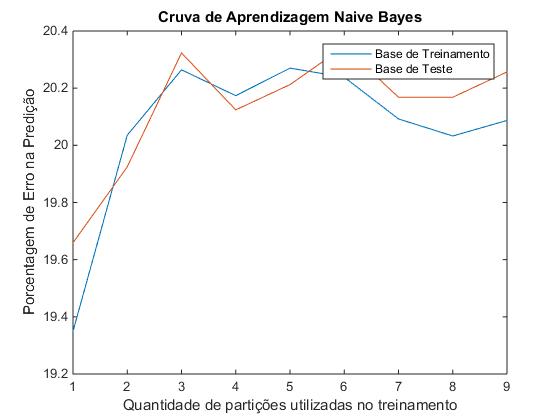 Cruva de Aprendizagem Naive Bayes
20.4
20.2
20
19.8
19.6
19.4
19.2
Porcentagem de Erro na Predição
Base de Treinamento
Base de Teste
1 2 3 4 5 6 7 8 9
Quantidade de partições utilizadas no treinamento